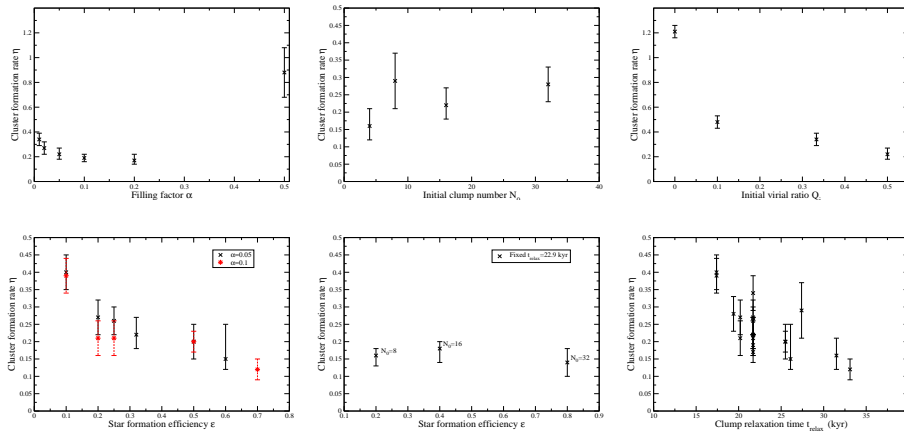 Cluster formation rate η
1.2
1
0.8
0.6
0.4
0.2
0
0 0.1 0.2 0.3 0.4 0.5
Filling factor α
Cluster formation rate η
0.5
0.45
0.4
0.35
0.3
0.25
0.2
0.15
0.1
0.05
0
0 10 20 30 40
Initial clump number N₀
Cluster formation rate η
1.2
1
0.8
0.6
0.4
0.2
0
0 0.1 0.2 0.3 0.4 0.5
Initial virial ratio Q
Cluster formation rate η
0.5
0.45
0.4
0.35
0.3
0.25
0.2
0.15
0.1
0.05
0
α=0.05
α=0.1
0 0.1 0.2 0.3 0.4 0.5 0.6 0.7 0.8
Star formation efficiency ε
Cluster formation rate η
0.5
0.45
0.4
0.35
0.3
0.25
0.2
0.15
0.1
0.05
0
Fixed t_relax=22.9 kyr
N₀=8
N₀=16
N₀=32
0.1 0.2 0.3 0.4 0.5 0.6 0.7 0.8 0.9
Star formation efficiency ε
Cluster formation rate η
0.5
0.45
0.4
0.35
0.3
0.25
0.2
0.15
0.1
0.05
0
10 15 20 25 30 35 40
Clump relaxation time t_relax (kyr)